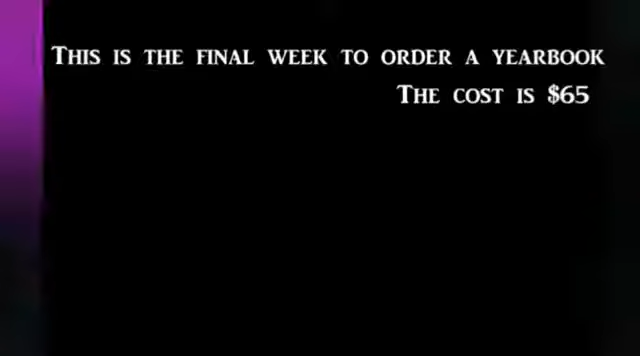 This is the final week to order a yearbook
The cost is $65